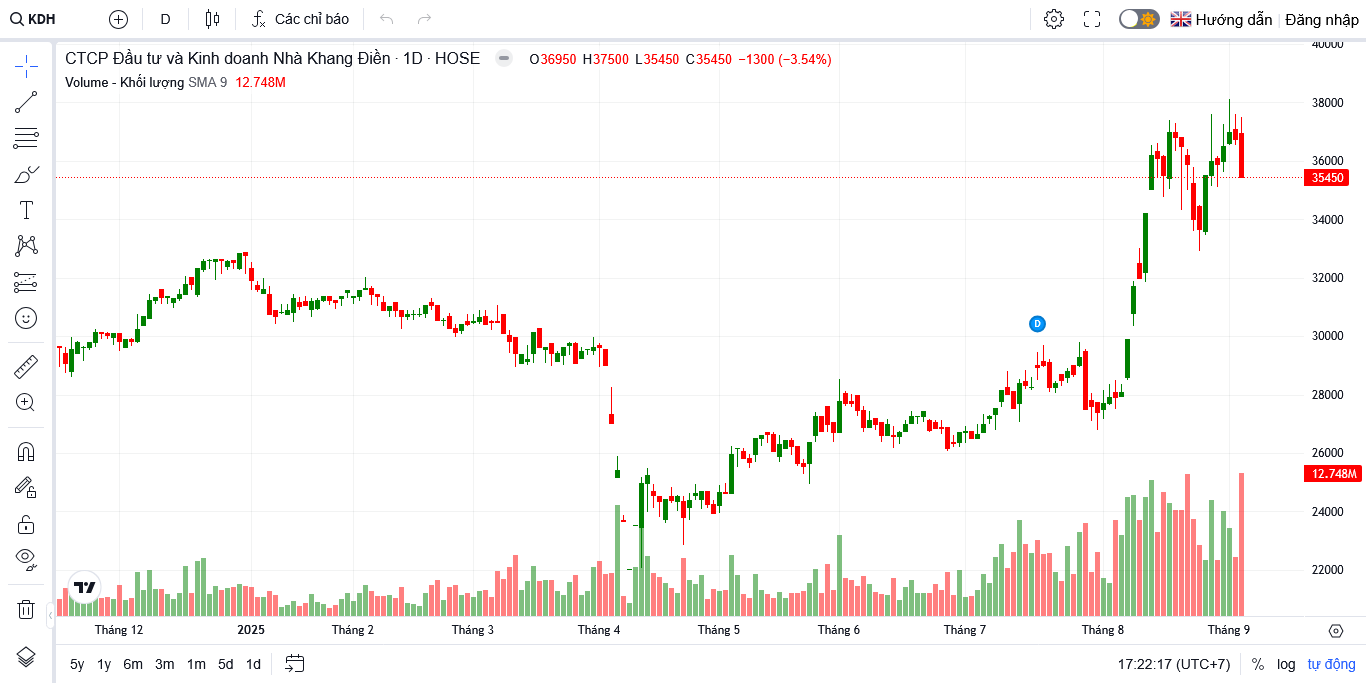 KDH D Các chỉ báo Hướng dẫn Đăng nhập
CTCP Đầu tư và Kinh doanh Nhà Khang Điền · 1D · HOSE O36950 H37500 L35450 C35450 −1300 (−3.54%)
Volume - Khối lượng SMA 9 12.748M
40000
38000
36000
35450
34000
32000
D
30000
28000
26000
12.748M
24000
22000
Tháng 12 2025 Tháng 2 Tháng 3 Tháng 4 Tháng 5 Tháng 6 Tháng 7 Tháng 8 Tháng 9
5y 1y 6m 3m 1m 5d 1d 17:22:17 (UTC+7) % log tự động